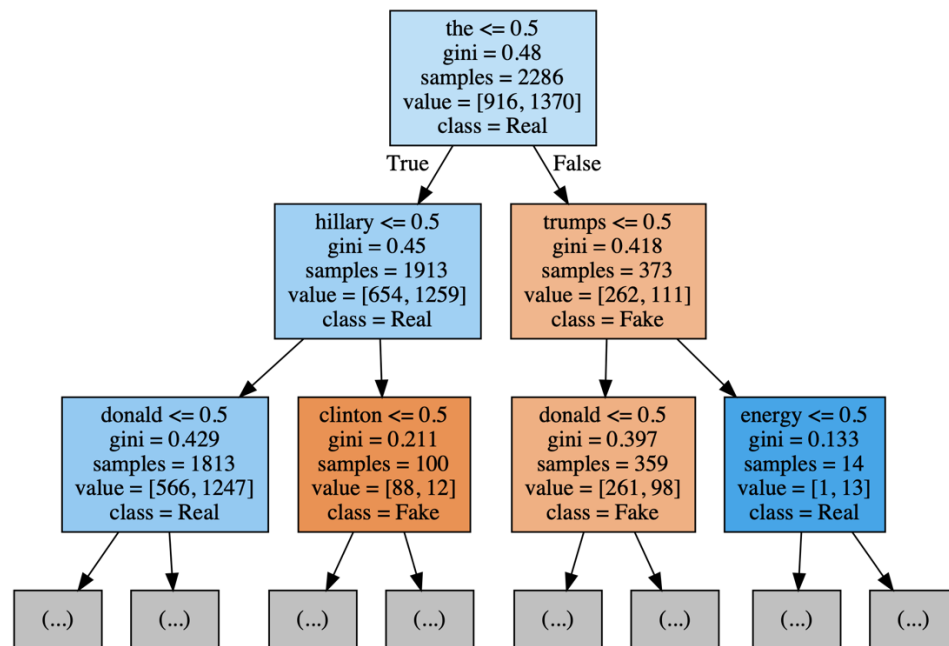 the <= 0.5
gini = 0.48
samples = 2286
value = [916, 1370]
class = Real
True
False
hillary <= 0.5
gini = 0.45
samples = 1913
value = [654, 1259]
class = Real
trumps <= 0.5
gini = 0.418
samples = 373
value = [262, 111]
class = Fake
donald <= 0.5
gini = 0.429
samples = 1813
value = [566, 1247]
class = Real
clinton <= 0.5
gini = 0.211
samples = 100
value = [88, 12]
class = Fake
donald <= 0.5
gini = 0.397
samples = 359
value = [261, 98]
class = Fake
energy <= 0.5
gini = 0.133
samples = 14
value = [1, 13]
class = Real
(...)
(...)
(...)
(...)
(...)
(...)
(...)
(...)